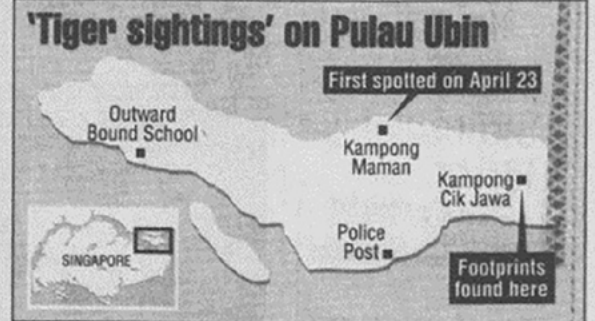 'Tiger sightings' on Pulau Ubin
First spotted on April 23
Outward
Bound School
Kampong
Maman
Kampong
Cik Jawa
Police
Post
SINGAPORE
Footprints
found here